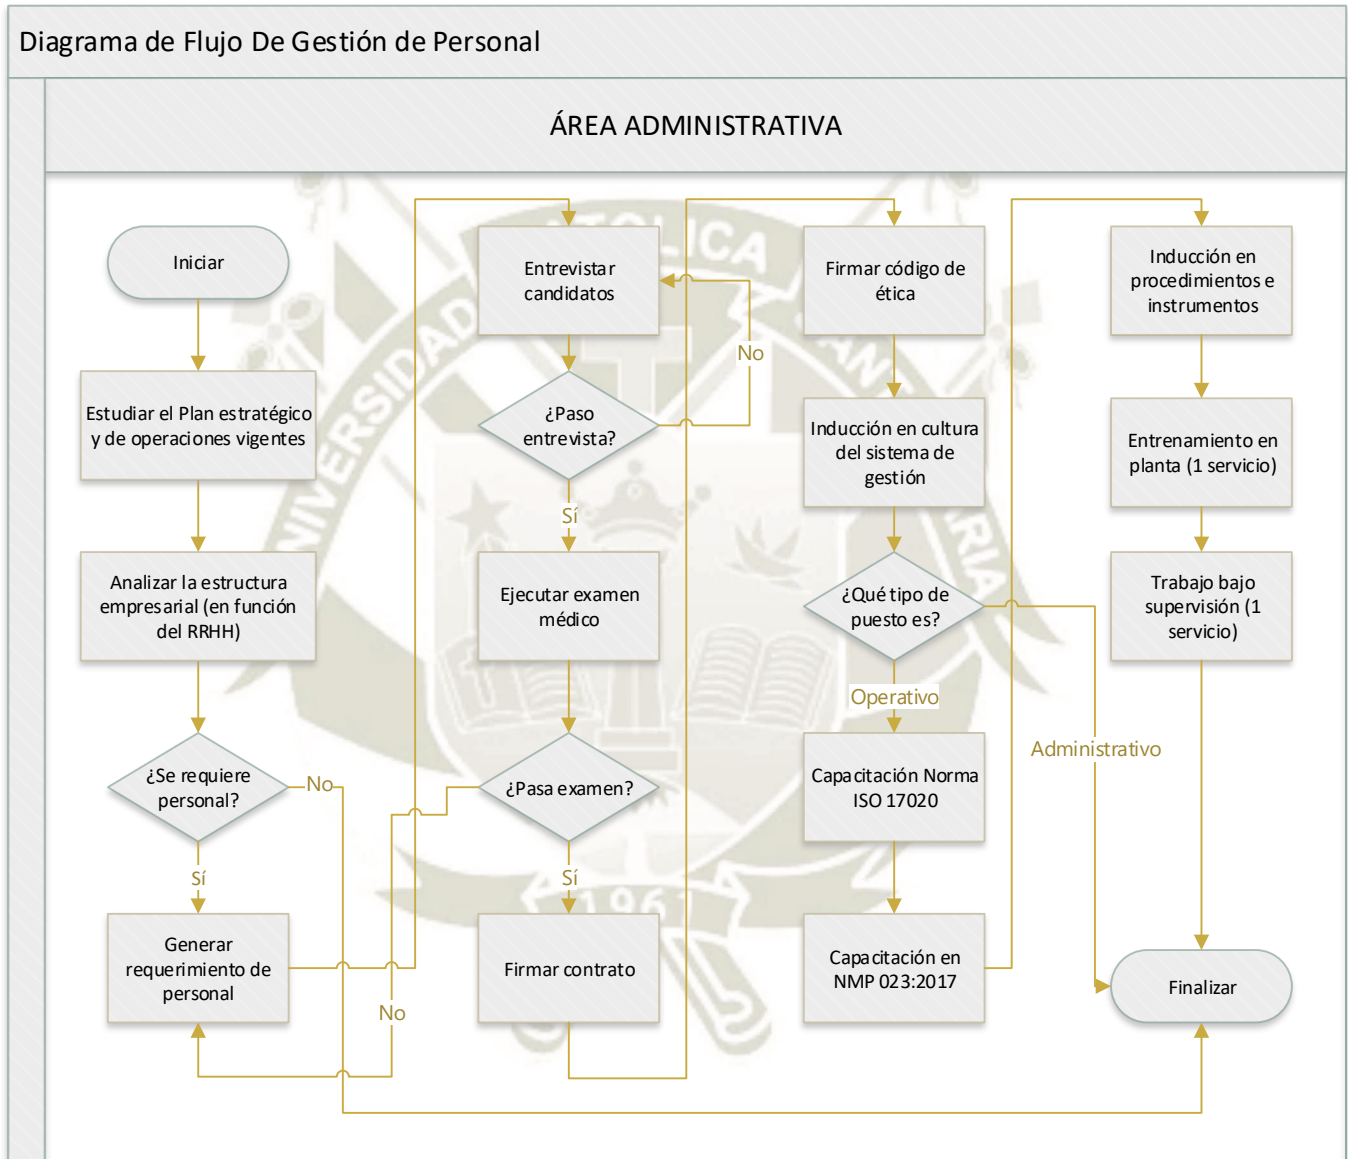 Diagrama de Flujo De Gestión de Personal
ÁREA ADMINISTRATIVA
Iniciar
Estudiar el Plan estratégico
y de operaciones vigentes
Analizar la estructura
empresarial (en función
del RRHH)
¿Se requiere
personal?
No
Sí
Generar
requerimiento de
personal
Entrevistar
candidatos
¿Paso
entrevista?
No
Sí
Ejecutar examen
médico
¿Pasa examen?
No
Sí
Firmar contrato
Firmar código de
ética
Inducción en cultura
del sistema de
gestión
¿Qué tipo de
puesto es?
Operativo
Administrativo
Capacitación Norma
ISO 17020
Capacitación en
NMP 023:2017
Inducción en
procedimientos e
instrumentos
Entrenamiento en
planta (1 servicio)
Trabajo bajo
supervisión (1
servicio)
Finalizar